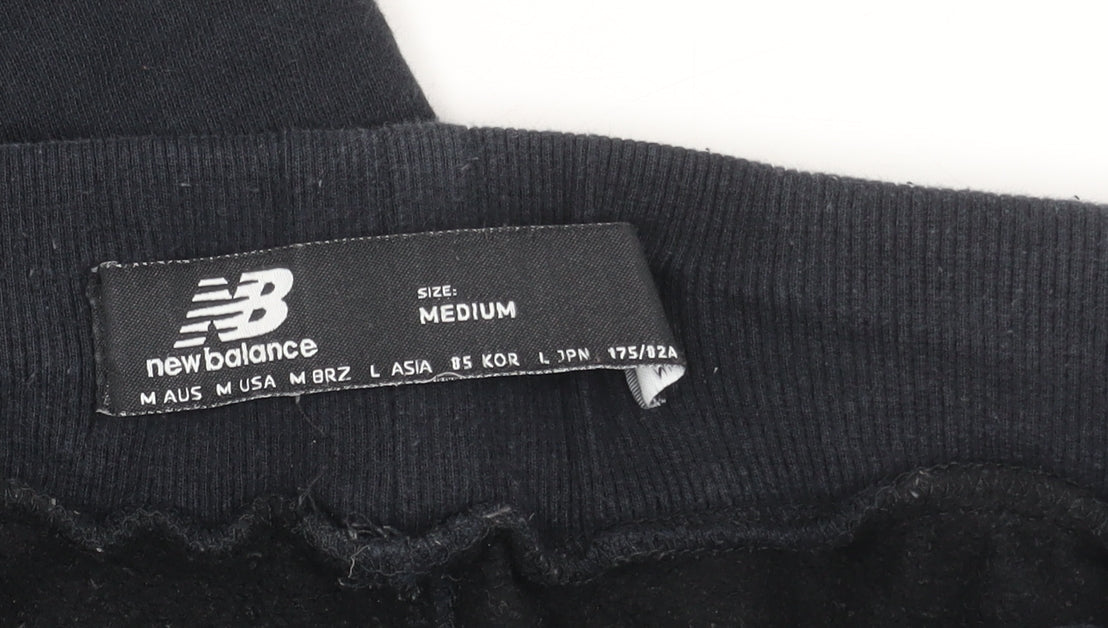 NB
new balance
SIZE:
MEDIUM
M AUS M USA M BRZ L ASIA 85 KOR L JPN 175/82A